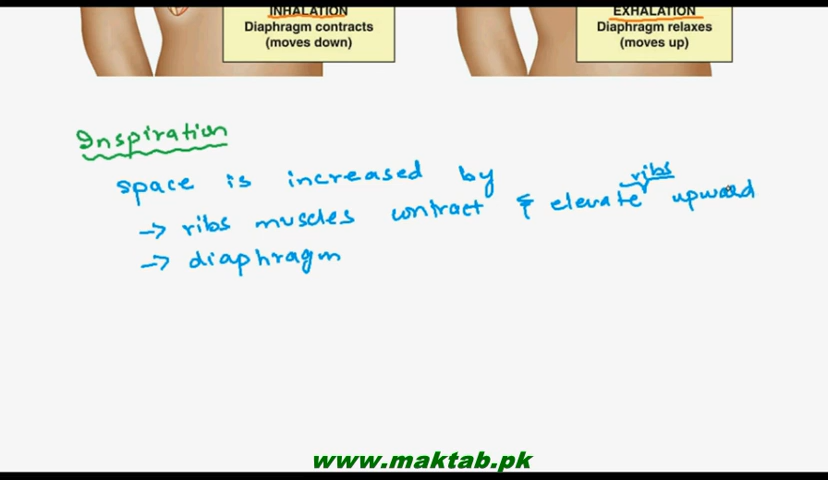 INHALATION
Diaphragm contracts
(moves down)
EXHALATION
Diaphragm relaxes
(moves up)
Inspiration
space is increased by
ribs
→ ribs muscles contract & elevate upward
→ diaphragm
www.maktab.pk